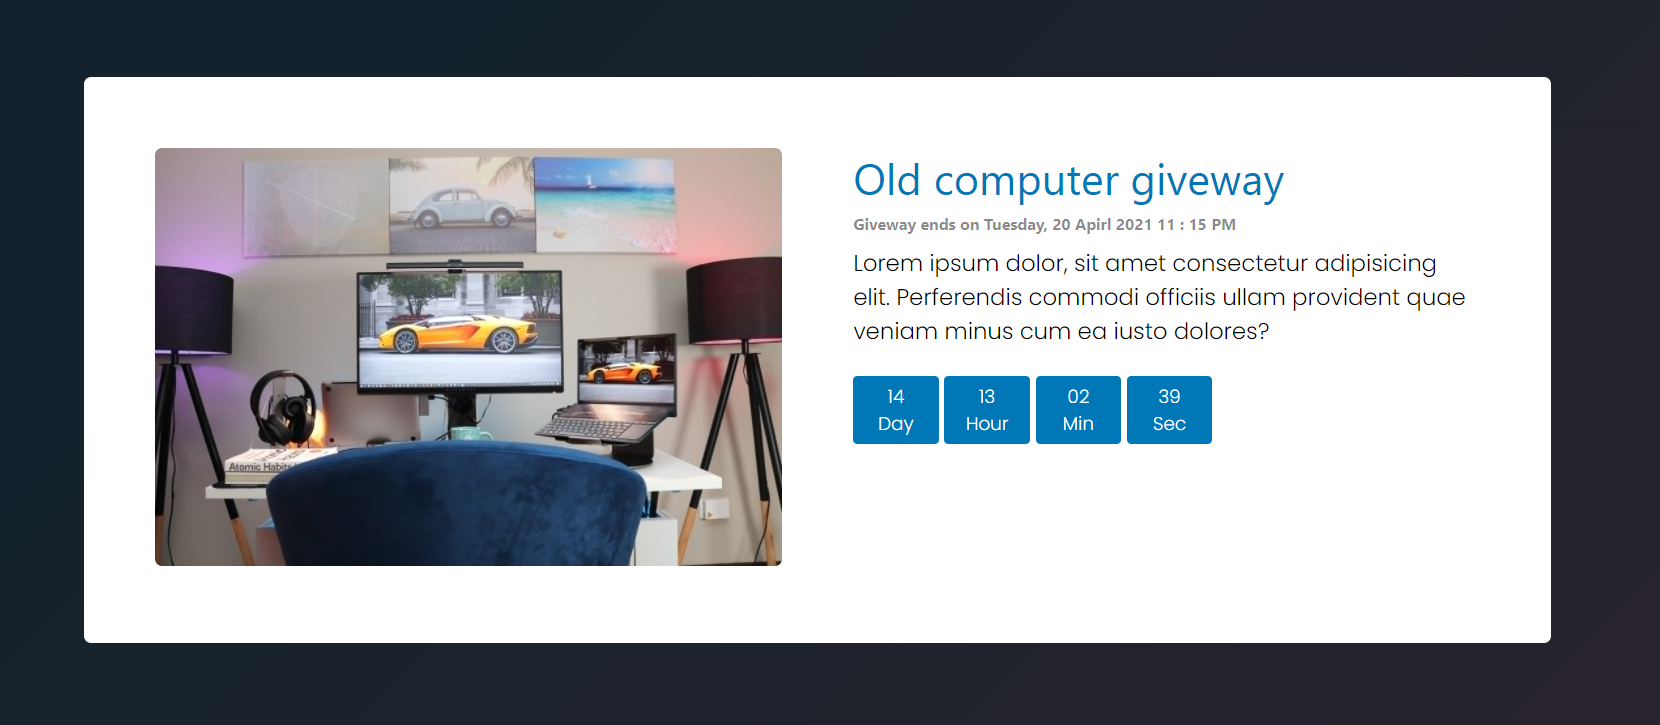 Old computer giveway
Giveway ends on Tuesday, 20 Apirl 2021 11 : 15 PM
Lorem ipsum dolor, sit amet consectetur adipisicing
elit. Perferendis commodi officiis ullam provident quae
veniam minus cum ea iusto dolores?
14 13 02 39
Day Hour Min Sec
Atomic Habits